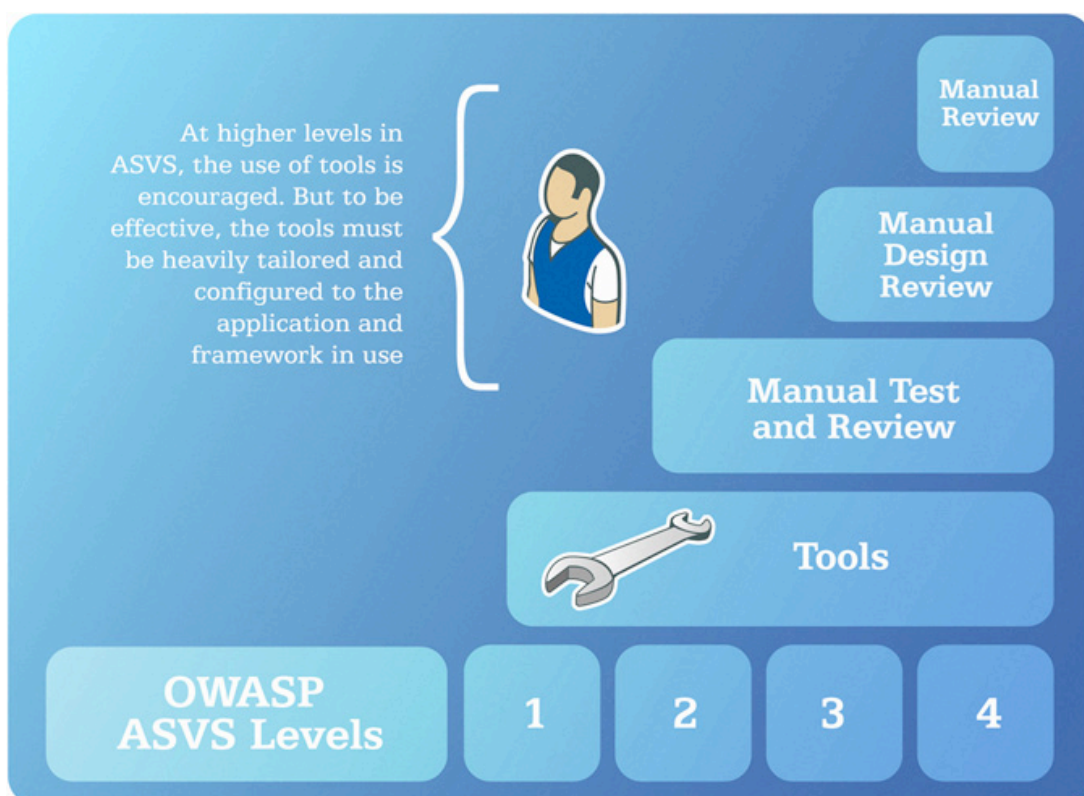 At higher levels in
ASVS, the use of tools is
encouraged. But to be
effective, the tools must
be heavily tailored and
configured to the
application and
framework in use
Manual
Review
Manual
Design
Review
Manual Test
and Review
Tools
OWASP
ASVS Levels
1
2
3
4